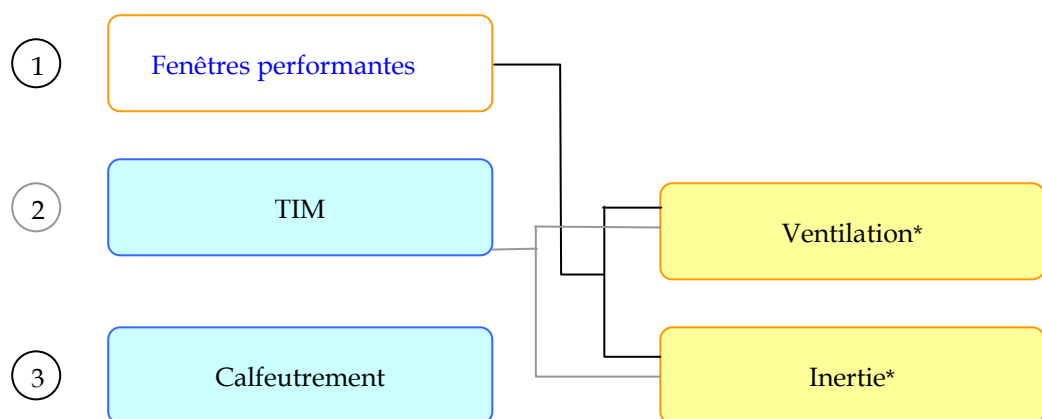 1
Fenêtres performantes
2
TIM
Ventilation*
3
Calfeutrement
Inertie*